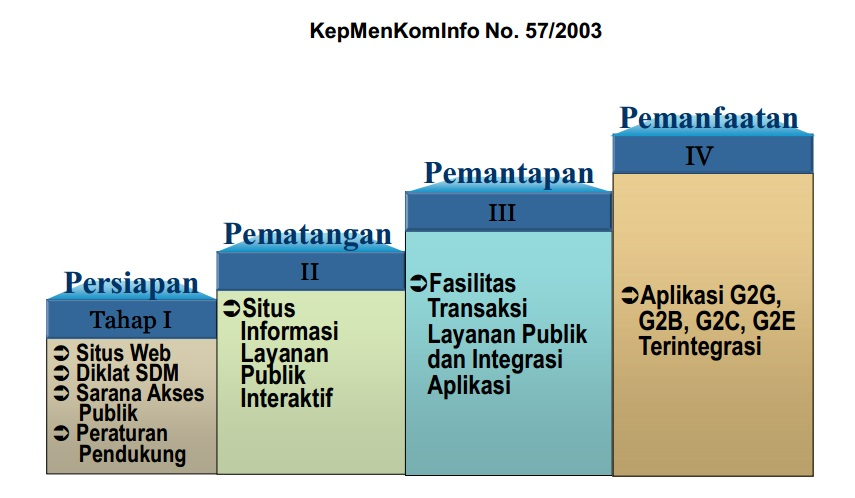 KepMenKomInfo No. 57/2003
Persiapan
Tahap I
➲ Situs Web
➲ Diklat SDM
➲ Sarana Akses
Publik
➲ Peraturan
Pendukung
Pematangan
II
➲Situs
Informasi
Layanan
Publik
Interaktif
Pemantapan
III
➲Fasilitas
Transaksi
Layanan Publik
dan Integrasi
Aplikasi
Pemanfaatan
IV
➲Aplikasi G2G,
G2B, G2C, G2E
Terintegrasi